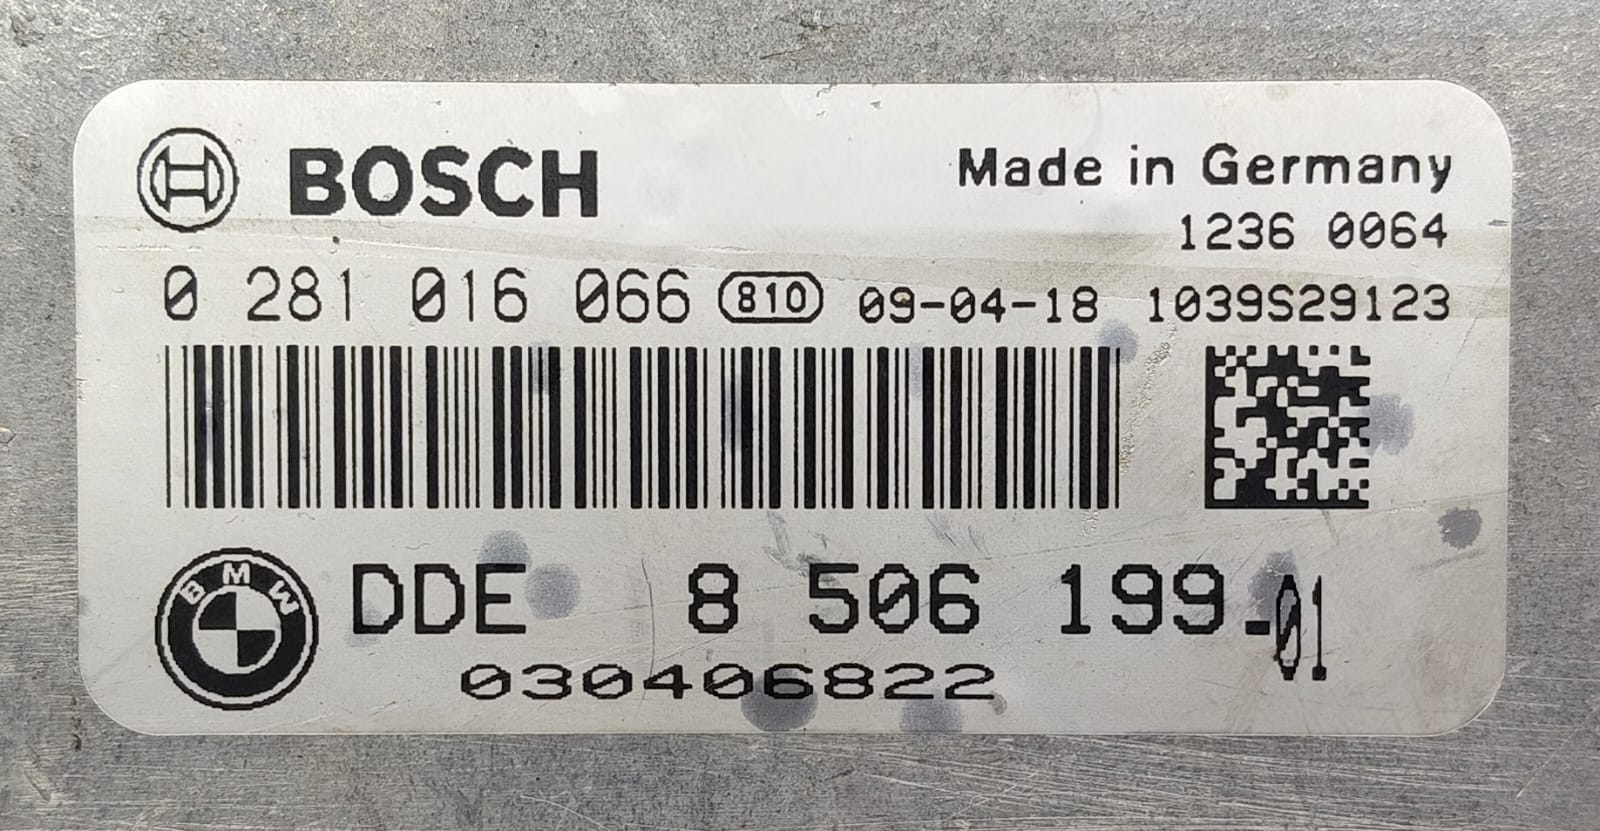 BOSCH
Made in Germany
1236 0064
0 281 016 066 810 09-04-18 1039S29123
BMW
DDE 8 506 199-01
030406822